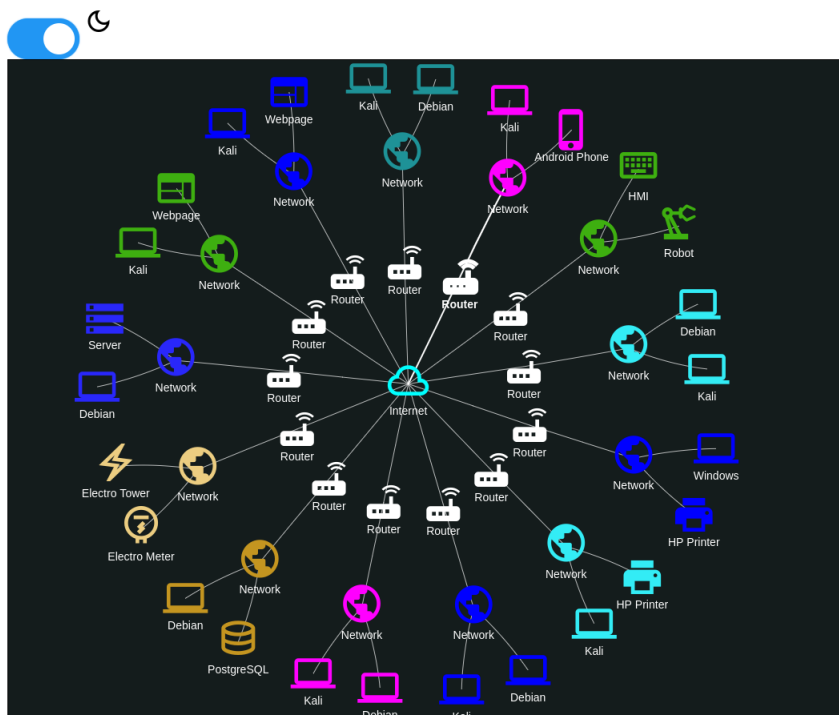 Webpage
Kali
Debian
Kali
Kali
Android Phone
Network
Network
Network
HMI
Webpage
Kali
Network
Network
Robot
Router
Router
Router
Router
Router
Server
Network
Debian
Router
Network
Debian
Router
Router
Network
Kali
Internet
Router
Router
Electro Tower
Network
Electro Meter
Router
Router
Router
Router
Network
Windows
HP Printer
Network
Debian
PostgreSQL
Network
Network
Network
HP Printer
Kali
Kali
Debian
Kali
Debian